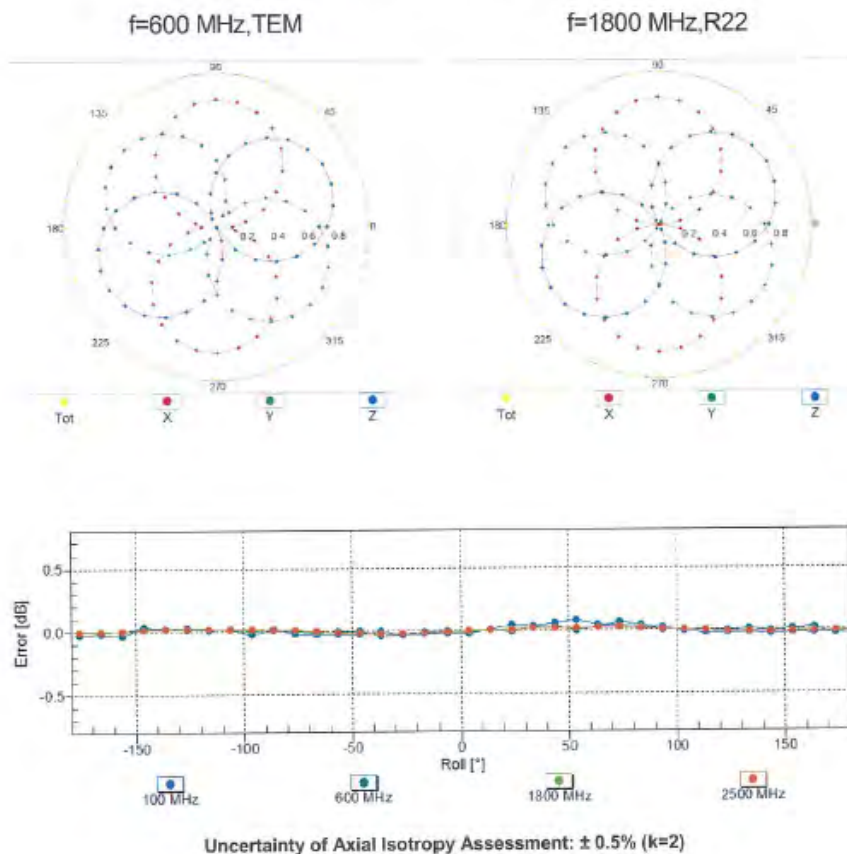 f=600 MHz,TEM
f=1800 MHz,R22
90
135
45
180
0
0.2 0.4 0.6 0.8
225
315
270
Tot X Y Z
90
135
45
180
0
0.2 0.4 0.6 0.8
225
315
270
Tot X Y Z
Error [dB]
0.5
0.0
-0.5
-150 -100 -50 0 50 100 150
Roll [°]
100 MHz 600 MHz 1800 MHz 2500 MHz
Uncertainty of Axial Isotropy Assessment: ± 0.5% (k=2)